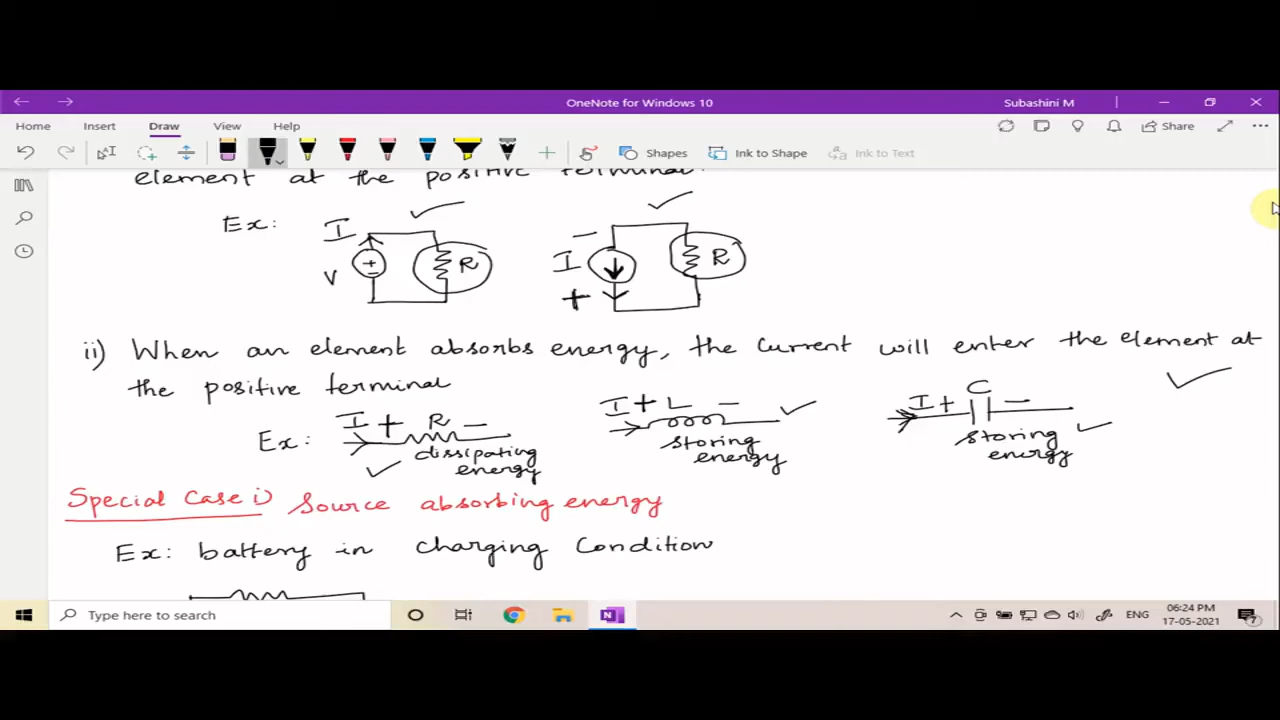 OneNote for Windows 10
Subashini M
Home Insert Draw View Help
Share
Shapes Ink to Shape Ink to Text
element at the positive terminal.
Ex:
I
V + - R
- I + R
ii) When an element absorbs energy, the current will enter the element at
the positive terminal
Ex: I + R -
dissipating
energy
I + L -
storing
energy
I + C -
storing
energy
Special Case i) Source absorbing energy
Ex: battery in charging Condition
Type here to search
ENG
06:24 PM
17-05-2021
7